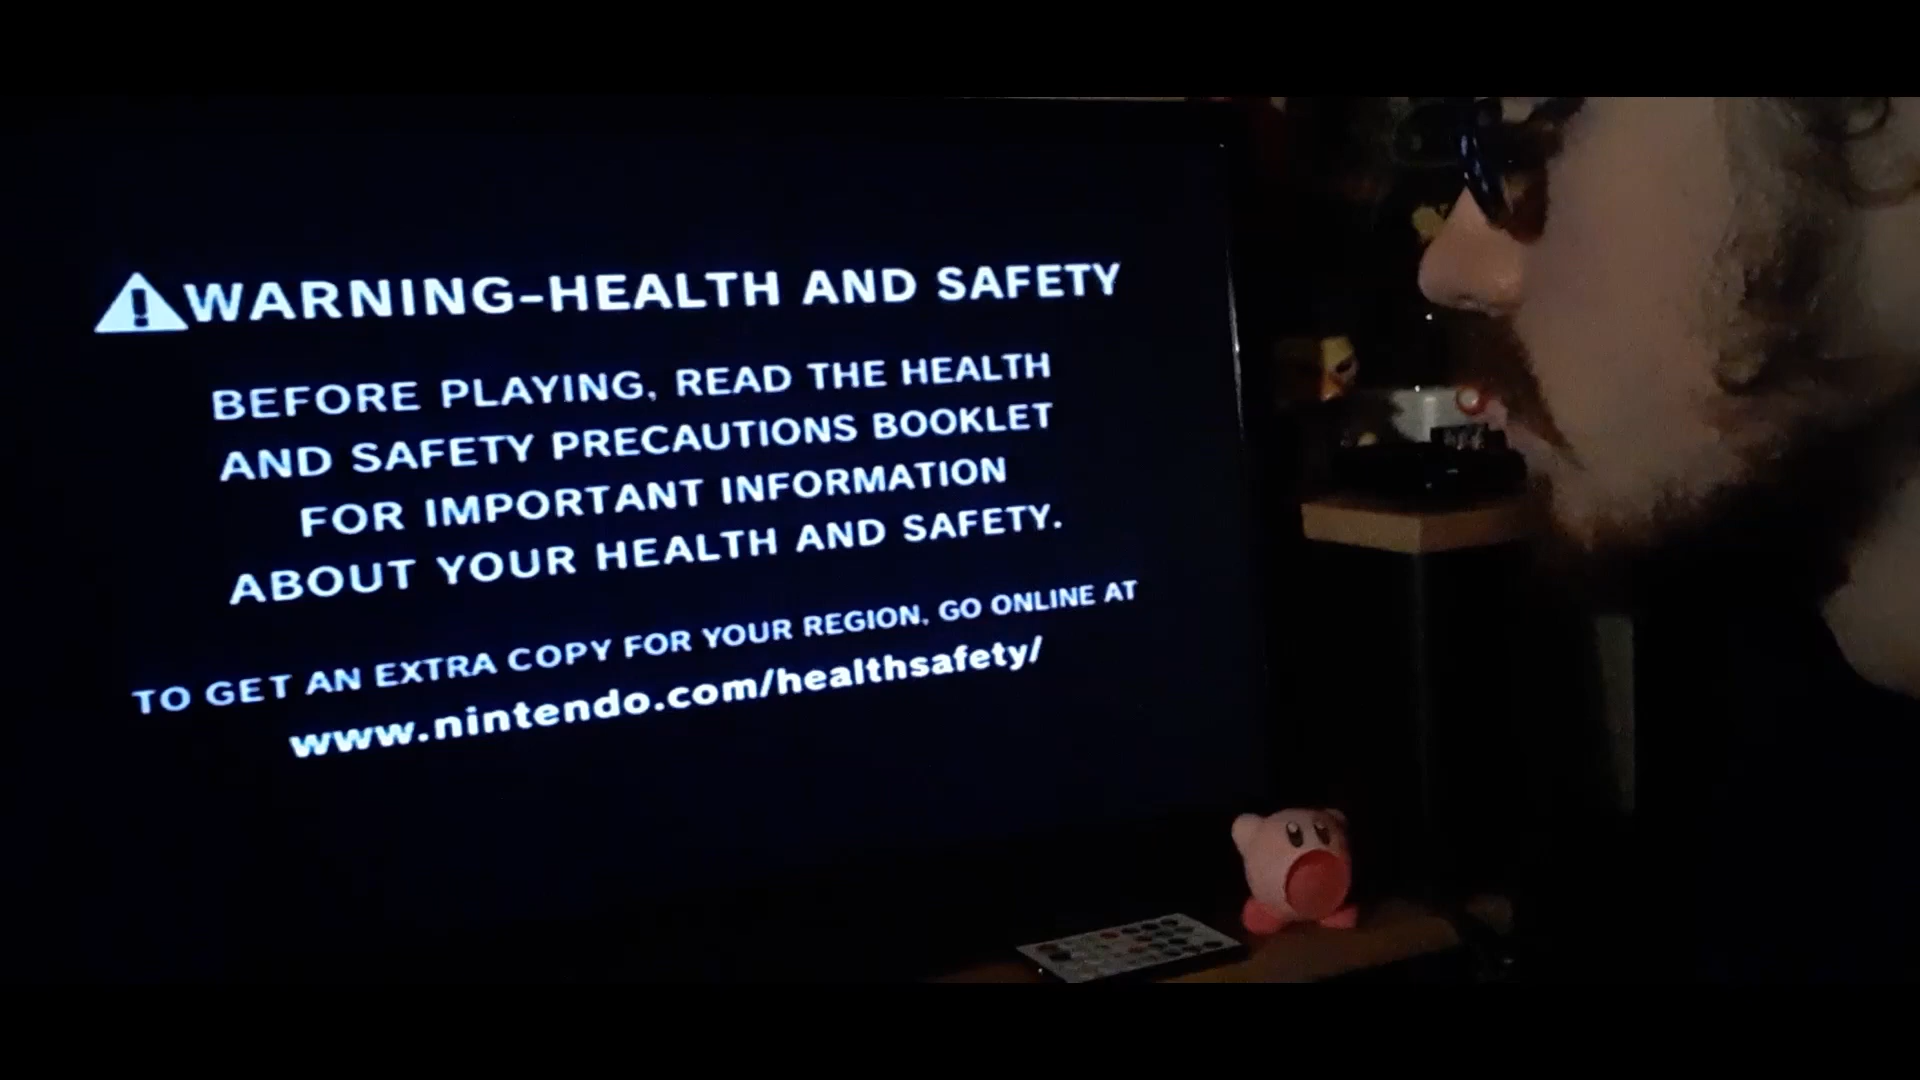 WARNING-HEALTH AND SAFETY
BEFORE PLAYING, READ THE HEALTH
AND SAFETY PRECAUTIONS BOOKLET
FOR IMPORTANT INFORMATION
ABOUT YOUR HEALTH AND SAFETY.
TO GET AN EXTRA COPY FOR YOUR REGION, GO ONLINE AT
www.nintendo.com/healthsafety/